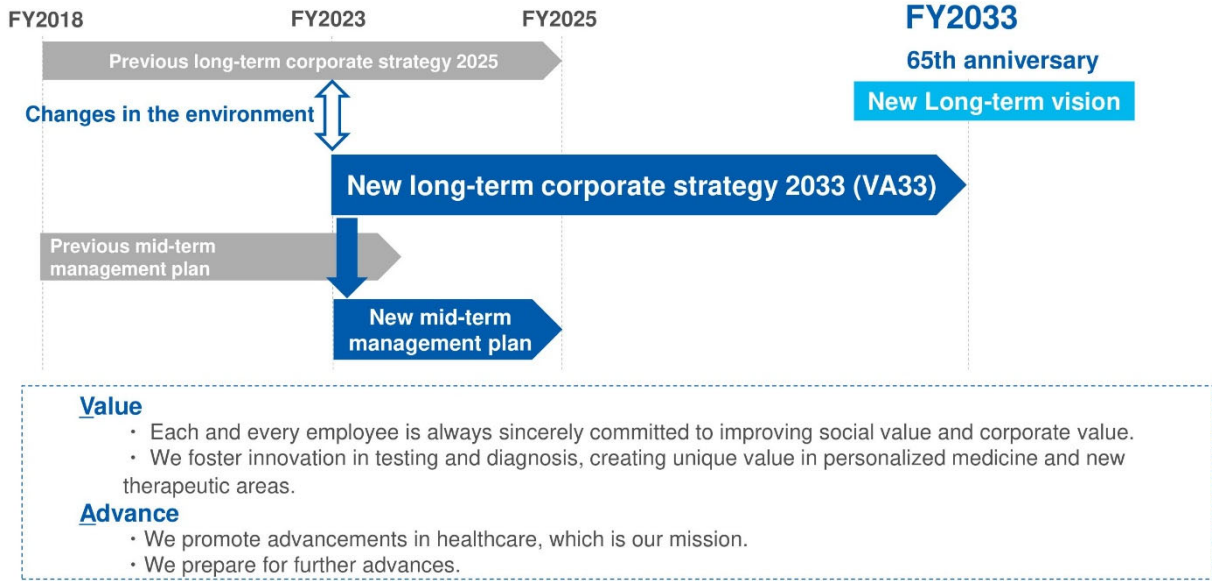 FY2018
FY2023
FY2025
FY2033
65th anniversary
New Long-term vision
Previous long-term corporate strategy 2025
Changes in the environment
New long-term corporate strategy 2033 (VA33)
Previous mid-term
management plan
New mid-term
management plan
Value
・ Each and every employee is always sincerely committed to improving social value and corporate value.
・ We foster innovation in testing and diagnosis, creating unique value in personalized medicine and new
therapeutic areas.
Advance
・ We promote advancements in healthcare, which is our mission.
・ We prepare for further advances.